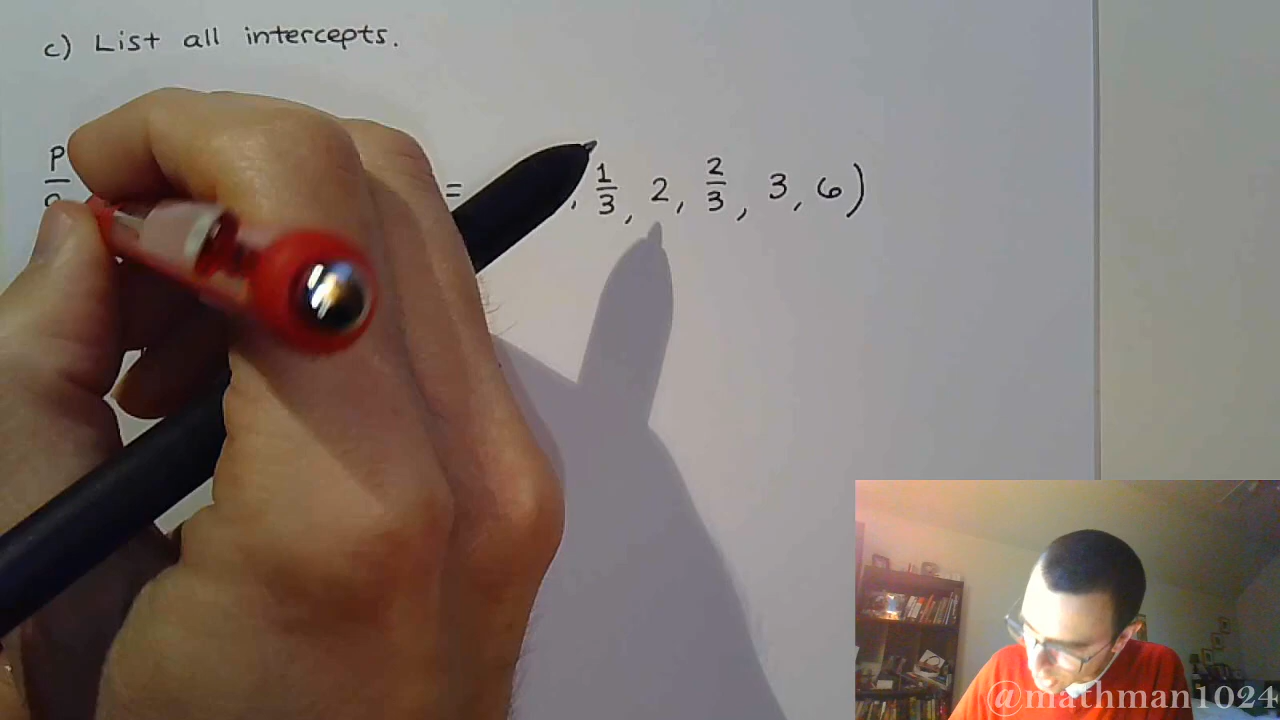 c) List all intercepts.
P/ = , 1/3, 2, 2/3, 3, 6)
@mathman1024